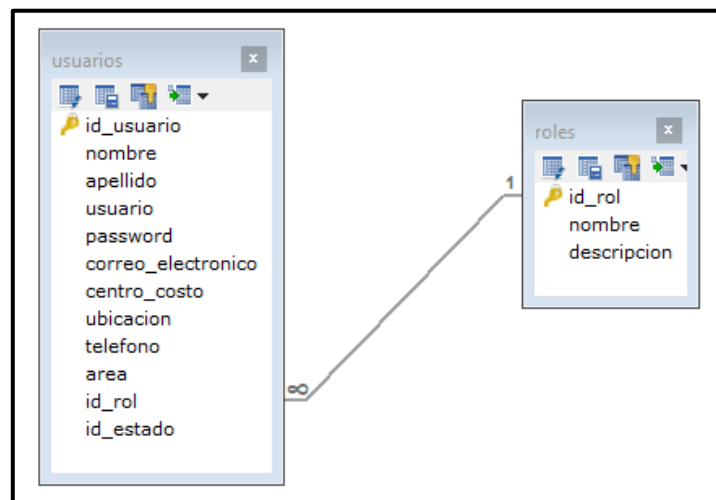 usuarios
id_usuario
nombre
apellido
usuario
password
correo_electronico
centro_costo
ubicacion
telefono
area
id_rol
id_estado
∞
1
roles
id_rol
nombre
descripcion